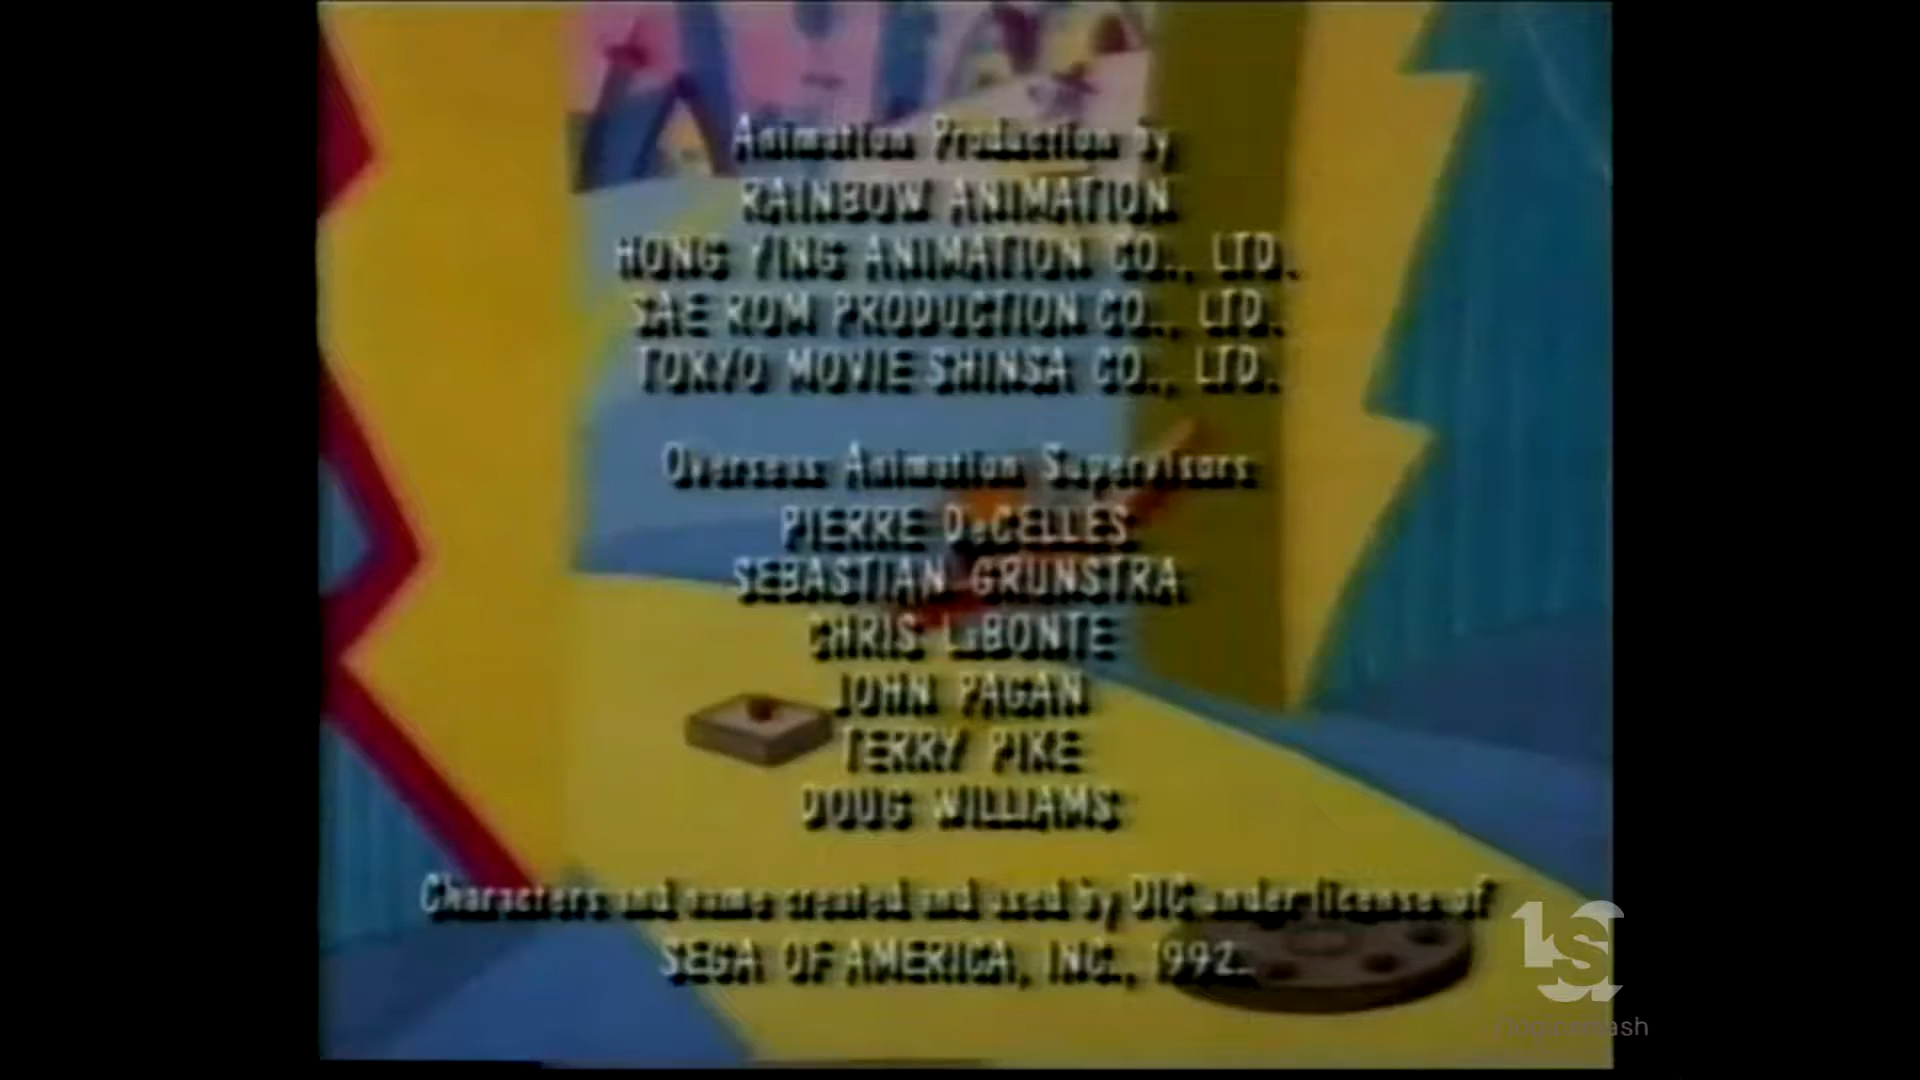 Animation Production by
RAINBOW ANIMATION
HONG YING ANIMATION CO., LTD.
SAE ROM PRODUCTION CO., LTD.
TOKYO MOVIE SHINSA CO., LTD.
Overseas Animation Supervisors
PIERRE DeCELLES
SEBASTIAN GRUNSTRA
CHRIS LaBONTE
JOHN PAGAN
TERRY PIKE
DOUG WILLIAMS
Characters and name created and used by DIC under license of
SEGA OF AMERICA, INC., 1992.